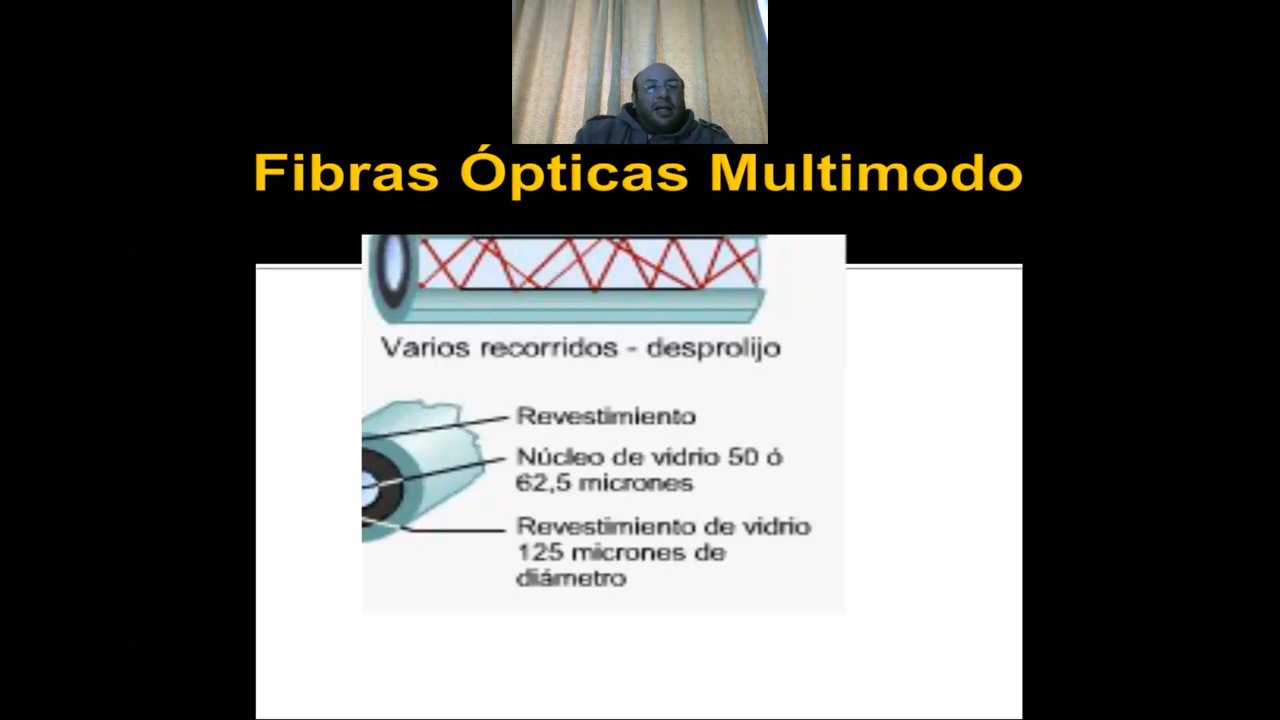 Fibras Ópticas Multimodo
Varios recorridos - desprolijo
Revestimiento
Núcleo de vidrio 50 ó
62,5 micrones
Revestimiento de vidrio
125 micrones de
diámetro